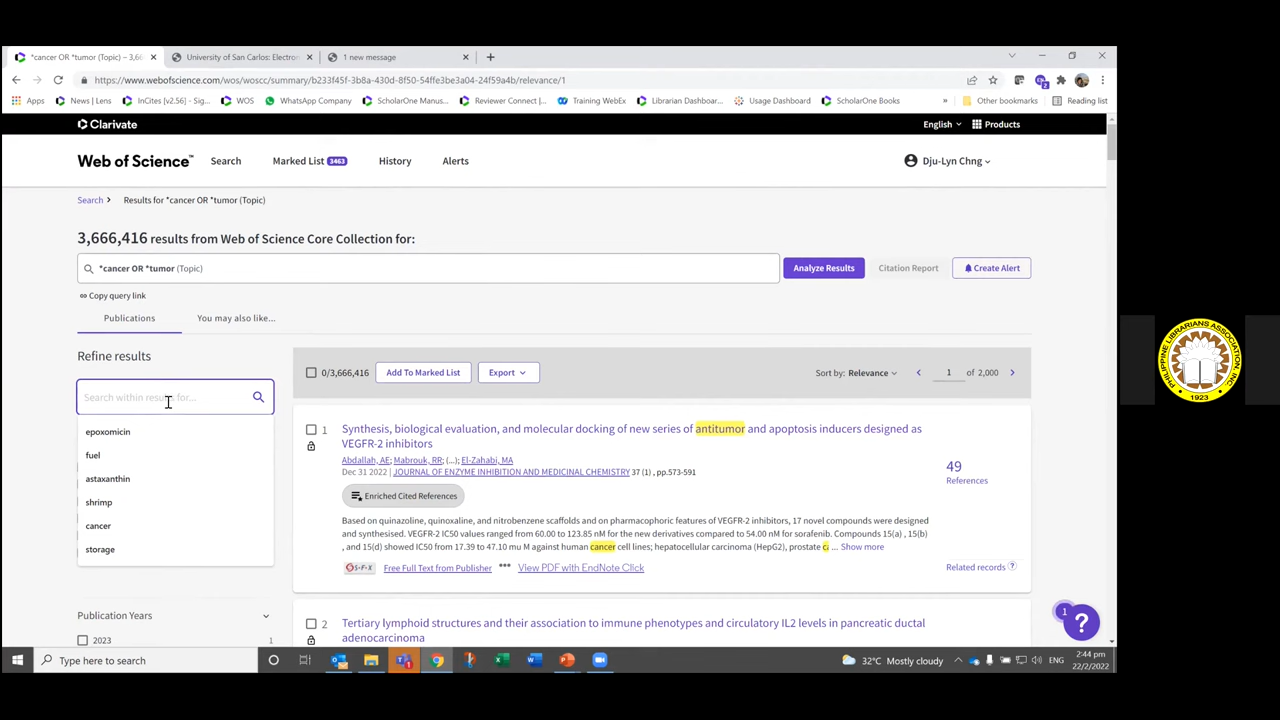 *cancer OR *tumor (Topic) – 3,66
University of San Carlos: Electron
1 new message
https://www.webofscience.com/wos/woscc/summary/b233f45f-3b8a-430d-8f50-54ffe3be3a04-24f59a4b/relevance/1
Apps
News | Lens
InCites [v2.56] - Sig...
WOS
WhatsApp Company
ScholarOne Manus...
Reviewer Connect |...
Training WebEx
Librarian Dashboar...
Usage Dashboard
ScholarOne Books
»
Other bookmarks
Reading list
Clarivate
English
Products
Web of Science™
Search
Marked List 3463
History
Alerts
Dju-Lyn Chng
Search > Results for *cancer OR *tumor (Topic)
3,666,416 results from Web of Science Core Collection for:
*cancer OR *tumor (Topic)
Analyze Results
Citation Report
Create Alert
Copy query link
Publications
You may also like...
Refine results
0/3,666,416
Add To Marked List
Export
Sort by: Relevance
1 of 2,000
Search within results for...
epoxomicin
fuel
astaxanthin
shrimp
cancer
storage
Publication Years
2023 1
1
Synthesis, biological evaluation, and molecular docking of new series of antitumor and apoptosis inducers designed as
VEGFR-2 inhibitors
Abdallah, AE; Mabrouk, RR; (...); El-Zahabi, MA
Dec 31 2022 | JOURNAL OF ENZYME INHIBITION AND MEDICINAL CHEMISTRY 37 (1) , pp.573-591
49
References
Enriched Cited References
Based on quinazoline, quinoxaline, and nitrobenzene scaffolds and on pharmacophoric features of VEGFR-2 inhibitors, 17 novel compounds were designed
and synthesised. VEGFR-2 IC50 values ranged from 60.00 to 123.85 nM for the new derivatives compared to 54.00 nM for sorafenib. Compounds 15(a) , 15(b)
, and 15(d) showed IC50 from 17.39 to 47.10 mu M against human cancer cell lines; hepatocellular carcinoma (HepG2), prostate c ... Show more
S·F·X
Free Full Text from Publisher
***
View PDF with EndNote Click
Related records ?
2
Tertiary lymphoid structures and their association to immune phenotypes and circulatory IL2 levels in pancreatic ductal
adenocarcinoma
1
?
Type here to search
32°C Mostly cloudy
ENG
2:44 pm
22/2/2022
PHILIPPINE LIBRARIANS ASSOCIATION, INC.
1923